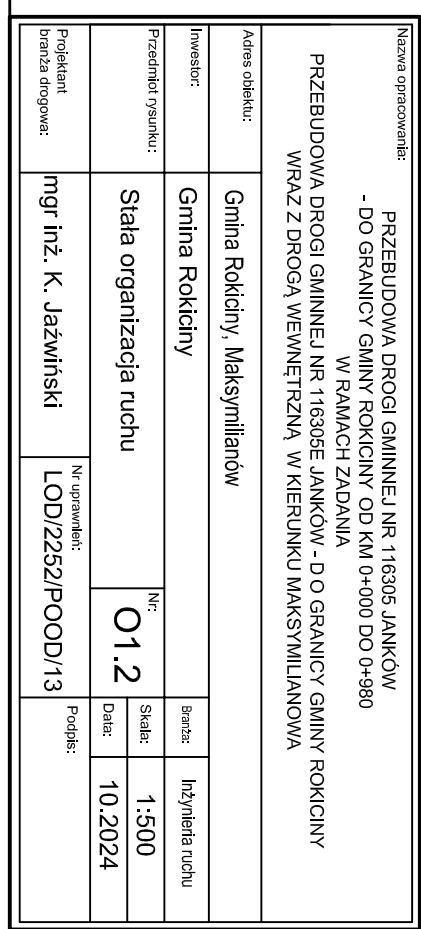 Nazwa opracowania:
PRZEBUDOWA DROGI GMINNEJ NR 116305 JANKÓW
- DO GRANICY GMINY ROKICINY OD KM 0+000 DO 0+980
W RAMACH ZADANIA
PRZEBUDOWA DROGI GMINNEJ NR 116305E JANKÓW - DO GRANICY GMINY ROKICINY
WRAZ Z DROGĄ WEWNĘTRZNĄ W KIERUNKU MAKSYMILIANOWA
Adres obiektu:
Gmina Rokiciny, Maksymilianów
Inwestor:
Gmina Rokiciny
Branża:
Inżynieria ruchu
Przedmiot rysunku:
Stała organizacja ruchu
Nr:
O1.2
Skala:
1:500
Data:
10.2024
Projektant
branża drogowa:
mgr inż. K. Jaźwiński
Nr uprawnień:
LOD/2252/POOD/13
Podpis: